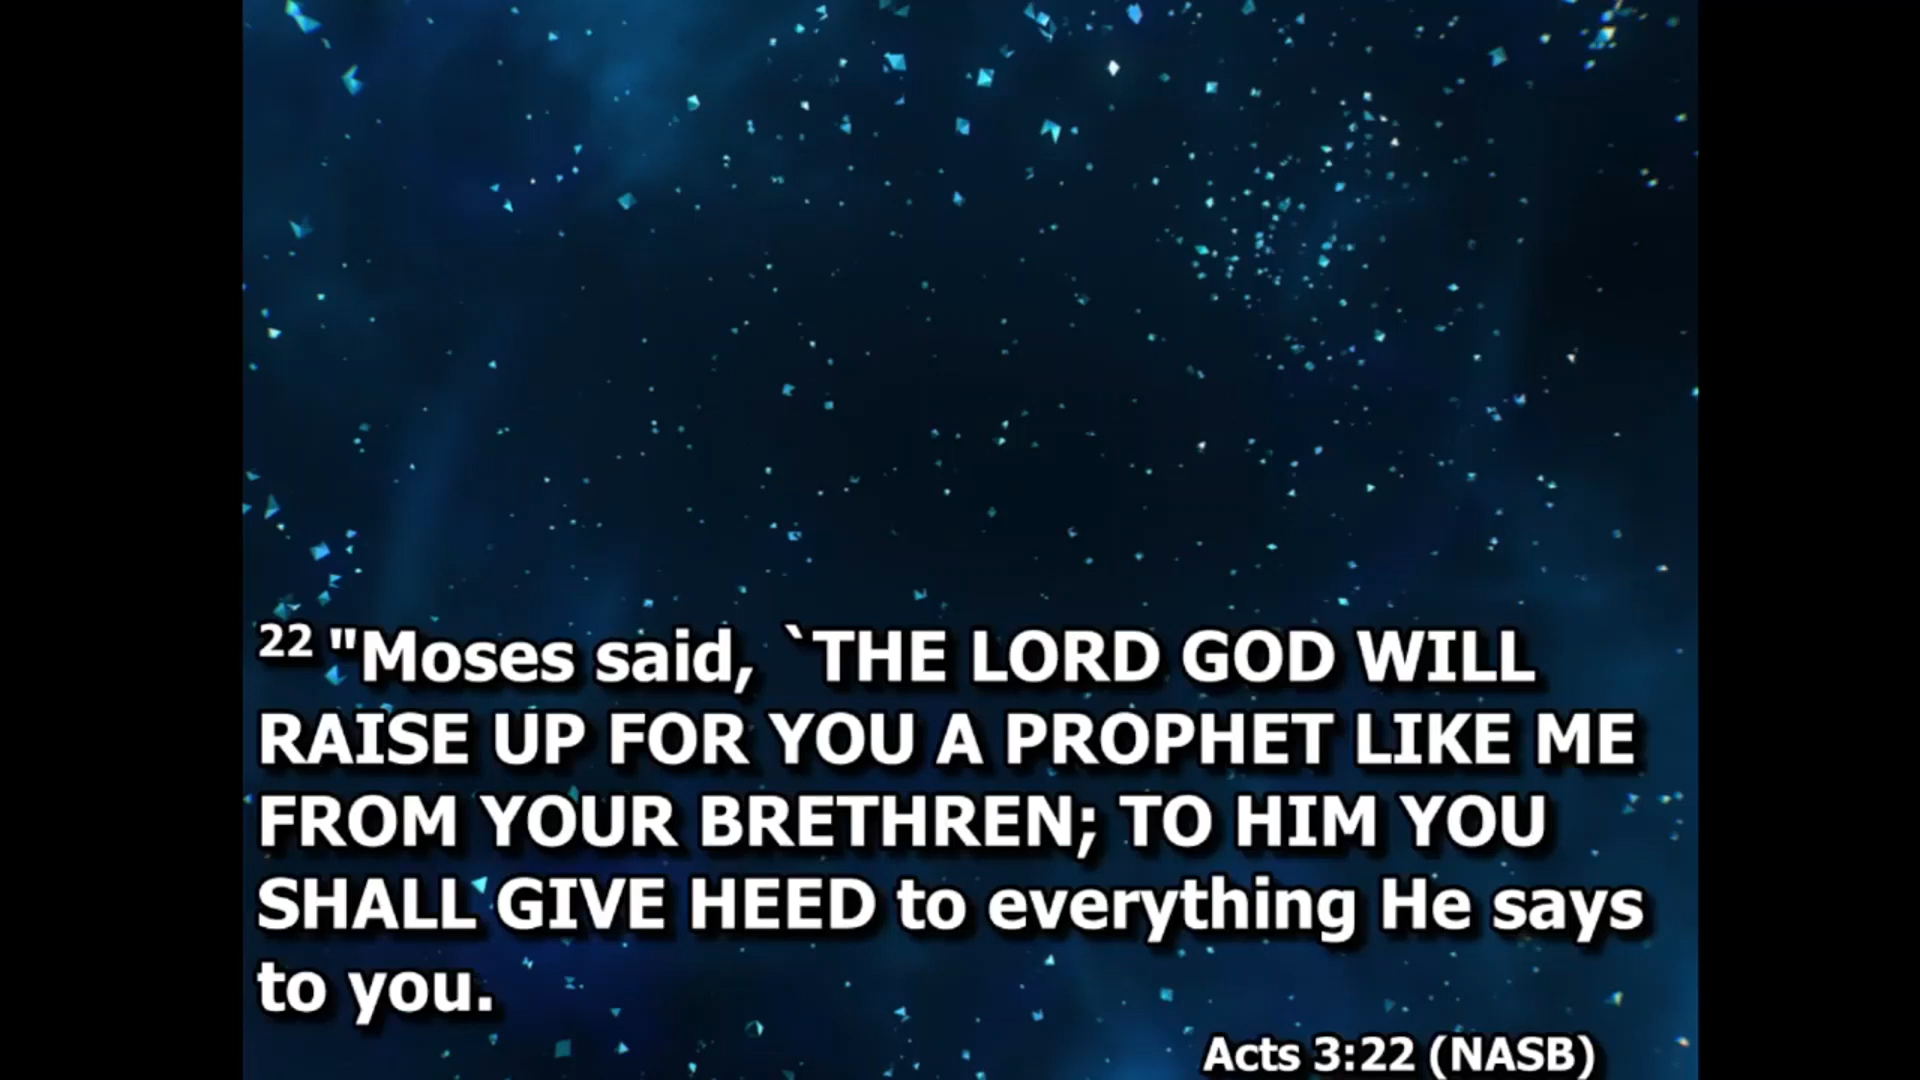 22 "Moses said, `THE LORD GOD WILL
RAISE UP FOR YOU A PROPHET LIKE ME
FROM YOUR BRETHREN; TO HIM YOU
SHALL GIVE HEED to everything He says
to you.
Acts 3:22 (NASB)